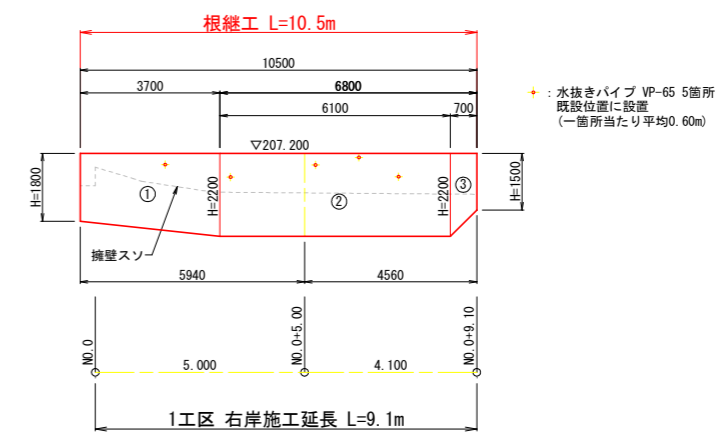 根継工 L=10.5m
10500
3700
6800
6100
700
：水抜きパイプ VP-65 5箇所
既設位置に設置
(一箇所当たり平均0.60m)
▽207.200
H=1800
①
H=2200
②
H=2200
③
H=1500
擁壁スソ
5940
4560
NO.0
NO.0+5.00
NO.0+9.10
5.000
4.100
1工区 右岸施工延長 L=9.1m